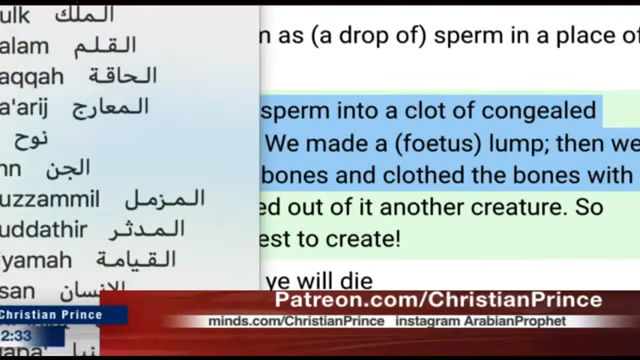 ulk الملك
alam القلم
aqqah الحاقة
a'arij المعارج
نوح
nn الجن
uzzammil المزمل
uddathir المدثر
iyamah القيامة
san الإنسان
m as (a drop of) sperm in a place of
sperm into a clot of congealed
We made a (foetus) lump; then we
bones and clothed the bones with
ed out of it another creature. So
est to create!
ye will die
Patreon.com/ChristianPrince
Christian Prince
minds.com/ChristianPrince instagram ArabianProphet
2:33